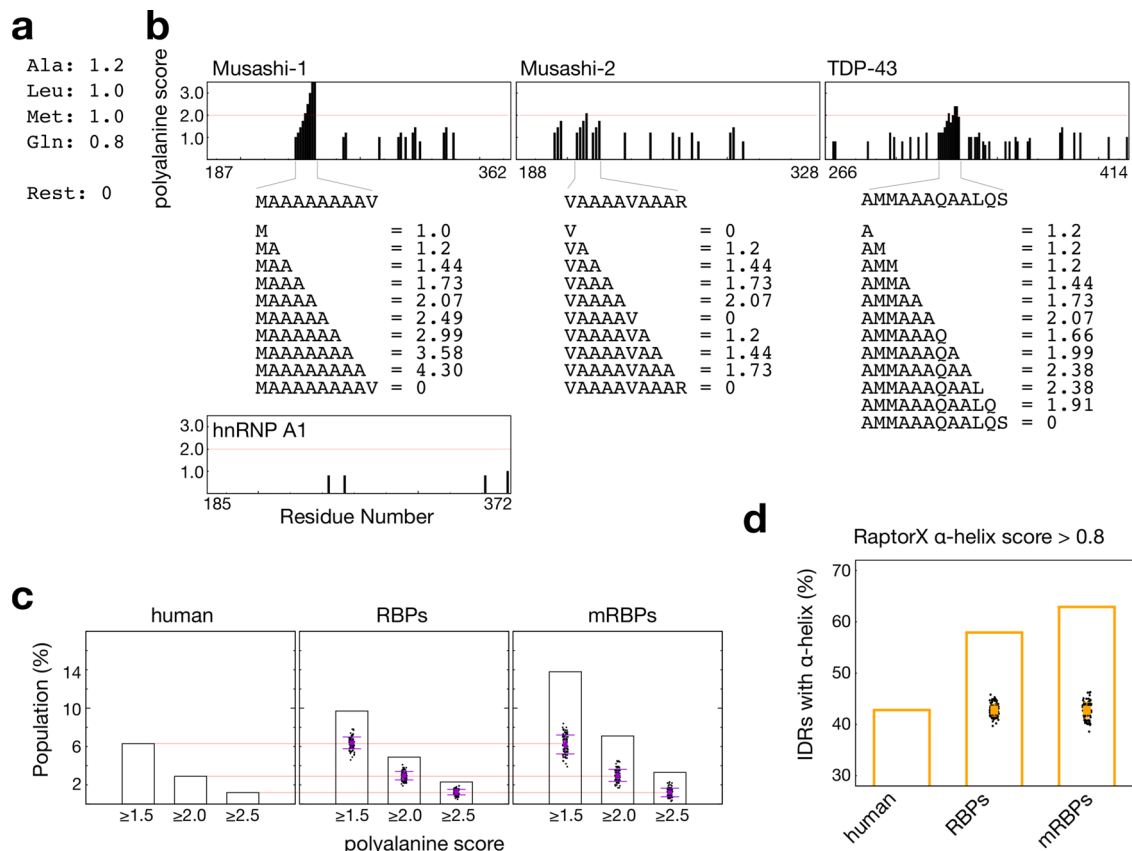 a
Ala: 1.2
Leu: 1.0
Met: 1.0
Gln: 0.8
Rest: 0
b
polyalanine score
Musashi-1
3.0
2.0
1.0
187 362
MAAAAAAAAV
M = 1.0
MA = 1.2
MAA = 1.44
MAAA = 1.73
MAAAA = 2.07
MAAAAA = 2.49
MAAAAAA = 2.99
MAAAAAAA = 3.58
MAAAAAAAA = 4.30
MAAAAAAAAV = 0
Musashi-2
188 328
VAAAAVAAAR
V = 0
VA = 1.2
VAA = 1.44
VAAA = 1.73
VAAAA = 2.07
VAAAAV = 0
VAAAAVA = 1.2
VAAAAVAA = 1.44
VAAAAVAAA = 1.73
VAAAAVAAAR = 0
TDP-43
266 414
AMMAAAQAALQS
A = 1.2
AM = 1.2
AMM = 1.2
AMMA = 1.44
AMMAA = 1.73
AMMAAA = 2.07
AMMAAAQ = 1.66
AMMAAAQA = 1.99
AMMAAAQAA = 2.38
AMMAAAQAAL = 2.38
AMMAAAQAALQ = 1.91
AMMAAAQAALQS = 0
hnRNP A1
3.0
2.0
1.0
185 372
Residue Number
c
human RBPs mRBPs
Population (%)
14
10
6
2
≥1.5 ≥2.0 ≥2.5 ≥1.5 ≥2.0 ≥2.5 ≥1.5 ≥2.0 ≥2.5
polyalanine score
d
RaptorX α-helix score > 0.8
IDRs with α-helix (%)
70
60
50
40
30
human RBPs mRBPs